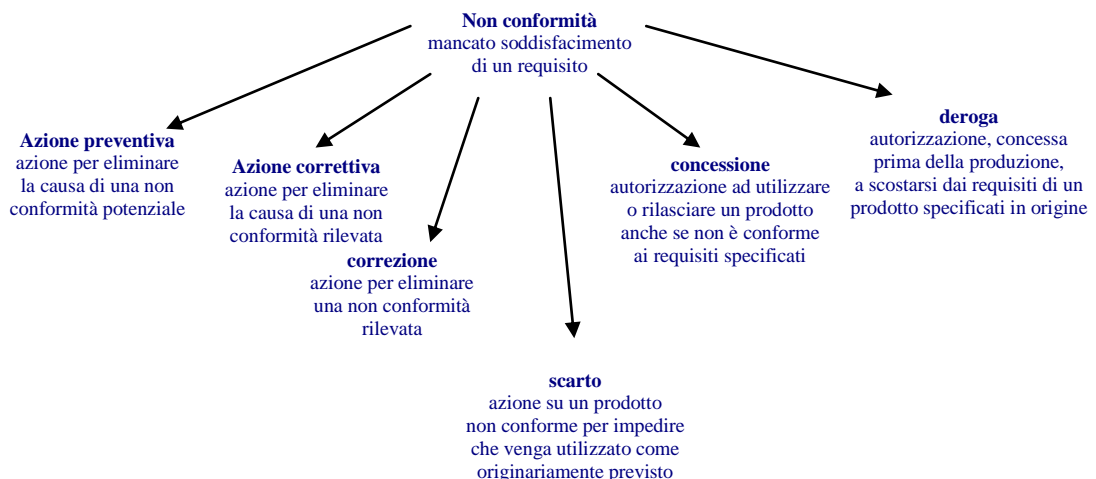 Non conformità
mancato soddisfacimento
di un requisito
Azione preventiva
azione per eliminare
la causa di una non
conformità potenziale
Azione correttiva
azione per eliminare
la causa di una non
conformità rilevata
correzione
azione per eliminare
una non conformità
rilevata
scarto
azione su un prodotto
non conforme per impedire
che venga utilizzato come
originariamente previsto
concessione
autorizzazione ad utilizzare
o rilasciare un prodotto
anche se non è conforme
ai requisiti specificati
deroga
autorizzazione, concessa
prima della produzione,
a scostarsi dai requisiti di un
prodotto specificati in origine